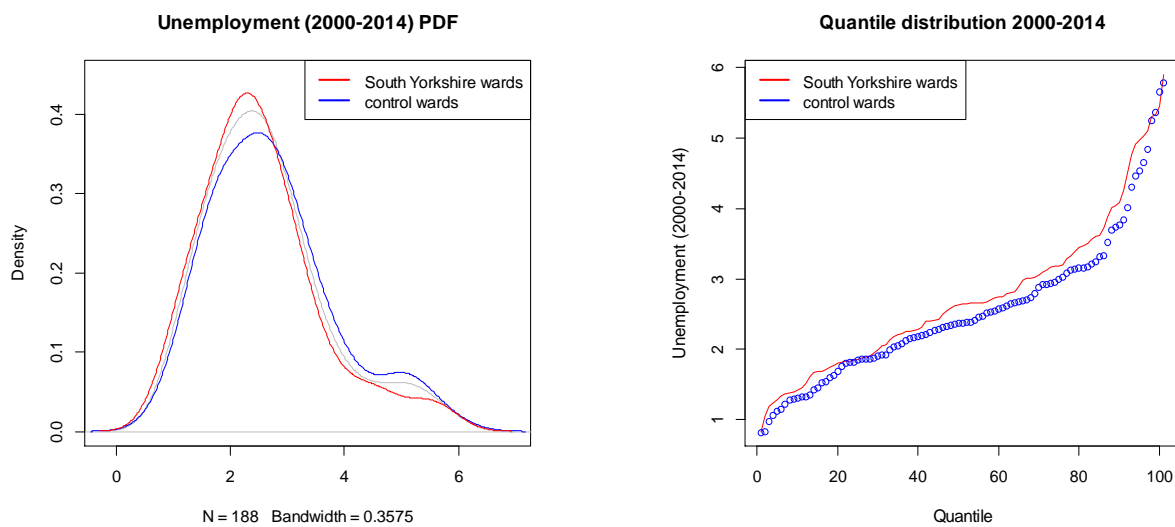 Unemployment (2000-2014) PDF
South Yorkshire wards
control wards
Density
0.0
0.1
0.2
0.3
0.4
0
2
4
6
N = 188 Bandwidth = 0.3575
Quantile distribution 2000-2014
South Yorkshire wards
control wards
Unemployment (2000-2014)
1
2
3
4
5
6
0
20
40
60
80
100
Quantile